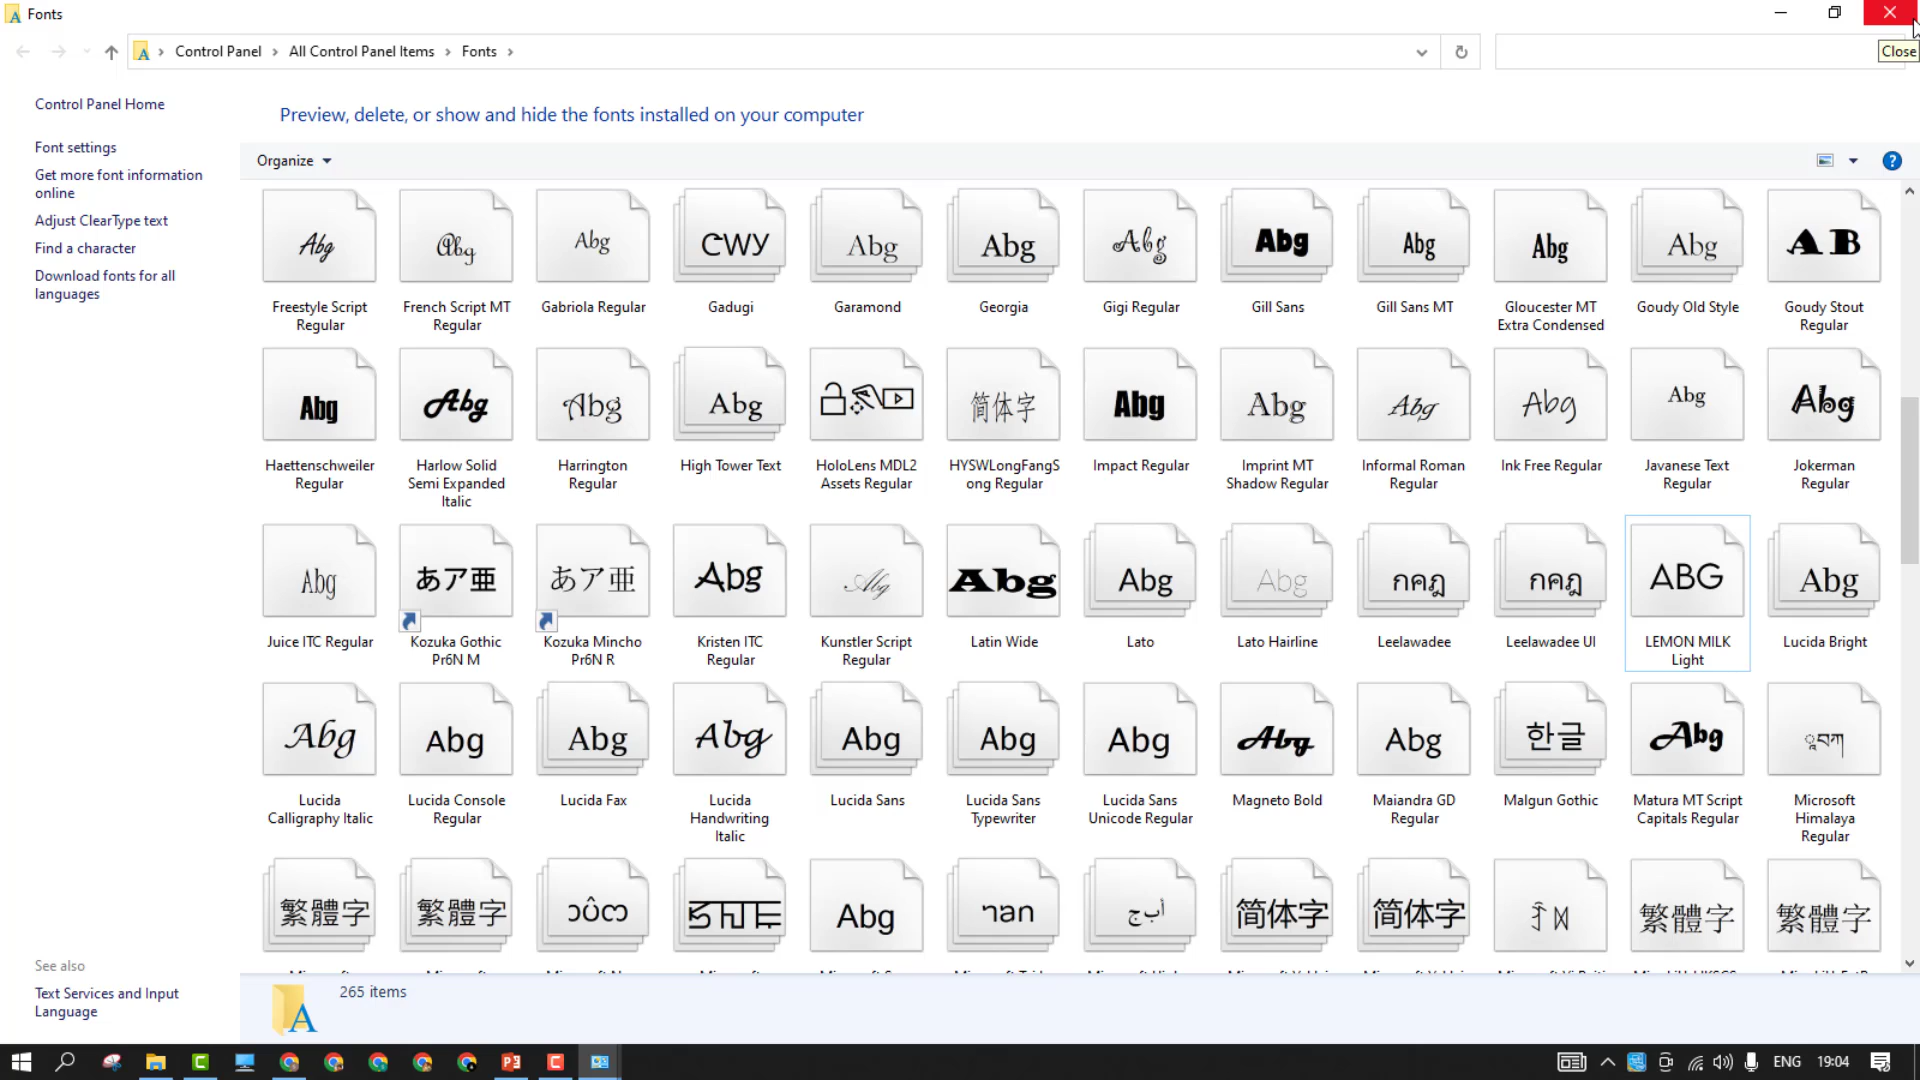 Fonts
Control Panel > All Control Panel Items > Fonts >
Close
Control Panel Home
Font settings
Get more font information
online
Adjust ClearType text
Find a character
Download fonts for all
languages
Preview, delete, or show and hide the fonts installed on your computer
Organize
Abg Abg Abg ᑕᗯᎩ Abg Abg Abg Abg Abg Abg Abg AB
Freestyle Script French Script MT Gabriola Regular Gadugi Garamond Georgia Gigi Regular Gill Sans Gill Sans MT Gloucester MT Goudy Old Style Goudy Stout
Regular Regular Extra Condensed Regular
Abg Abg Abg Abg 简体字 Abg Abg Abg Abg Abg Abg
Haettenschweiler Harlow Solid Harrington High Tower Text HoloLens MDL2 HYSWLongFangS Impact Regular Imprint MT Informal Roman Ink Free Regular Javanese Text Jokerman
Regular Semi Expanded Regular Assets Regular ong Regular Shadow Regular Regular Regular Regular
Italic
Abg あア亜 あア亜 Abg Abg Abg Abg Abg กคฎ กคฎ ABG Abg
Juice ITC Regular Kozuka Gothic Kozuka Mincho Kristen ITC Kunstler Script Latin Wide Lato Lato Hairline Leelawadee Leelawadee UI LEMON MILK Lucida Bright
Pr6N M Pr6N R Regular Regular Light
Abg Abg Abg Abg Abg Abg Abg Abg Abg 한글 Abg
Lucida Lucida Console Lucida Fax Lucida Lucida Sans Lucida Sans Lucida Sans Magneto Bold Maiandra GD Malgun Gothic Matura MT Script Microsoft
Calligraphy Italic Regular Handwriting Typewriter Unicode Regular Regular Capitals Regular Himalaya
Italic Regular
繁體字 繁體字 Abg أبج 简体字 简体字 繁體字 繁體字
See also
Text Services and Input
Language
265 items
ENG 19:04